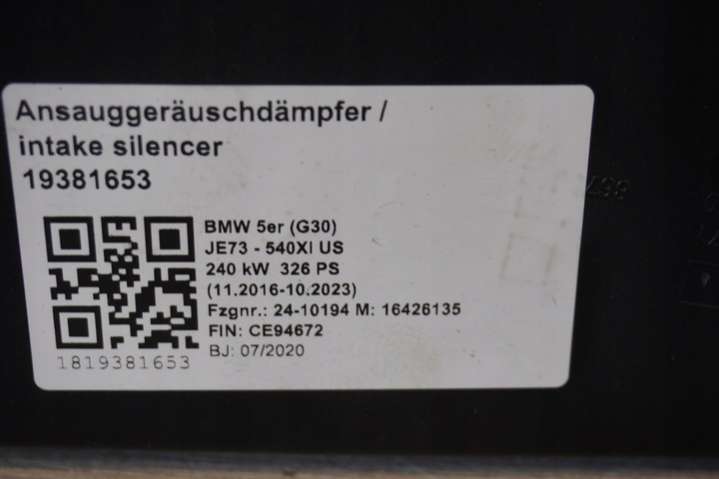 Ansauggeräuschdämpfer /
intake silencer
19381653
BMW 5er (G30)
JE73 - 540XI US
240 kW 326 PS
(11.2016-10.2023)
Fzgnr.: 24-10194 M: 16426135
FIN: CE94672
BJ: 07/2020
1819381653